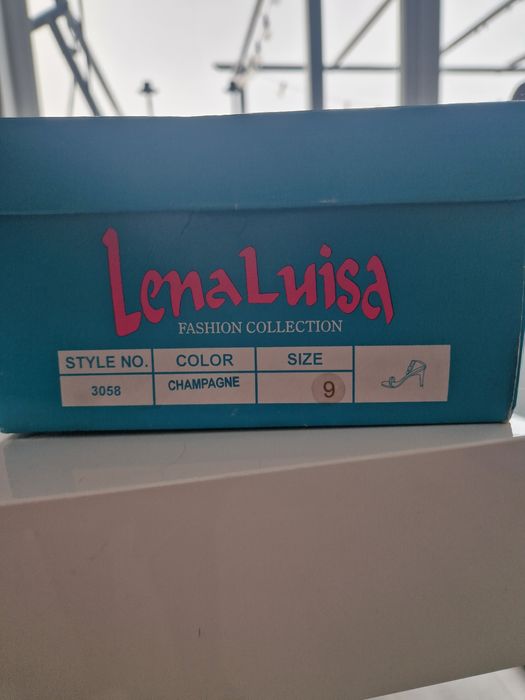 LenaLuisa
FASHION COLLECTION
STYLE NO. COLOR SIZE
3058 CHAMPAGNE 9